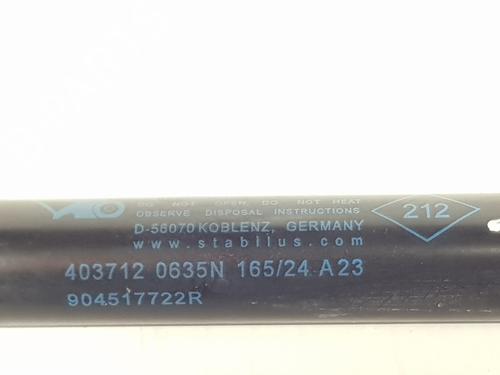 DO NOT OPEN, DO NOT HEAT
OBSERVE DISPOSAL INSTRUCTIONS
D-56070 KOBLENZ, GERMANY
www.stabilus.com
212
403712 0635N 165/24 A23
904517722R